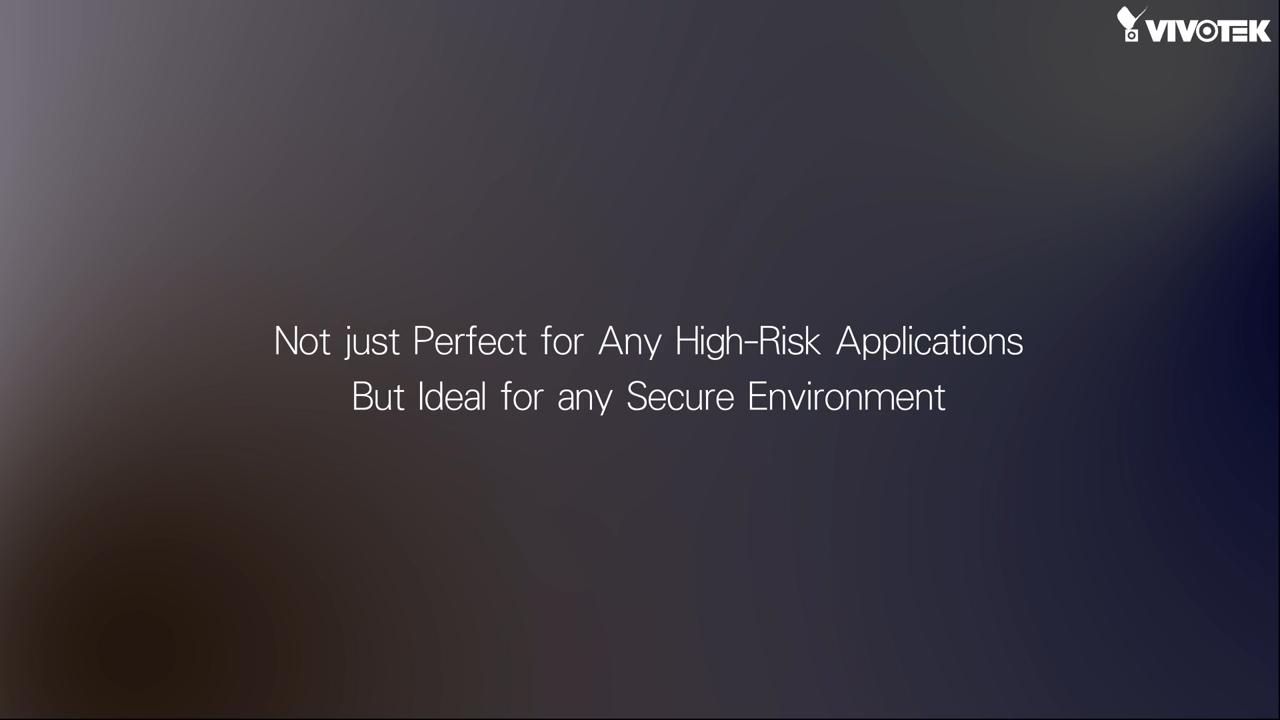 VIVOTEK
Not just Perfect for Any High-Risk Applications
But Ideal for any Secure Environment